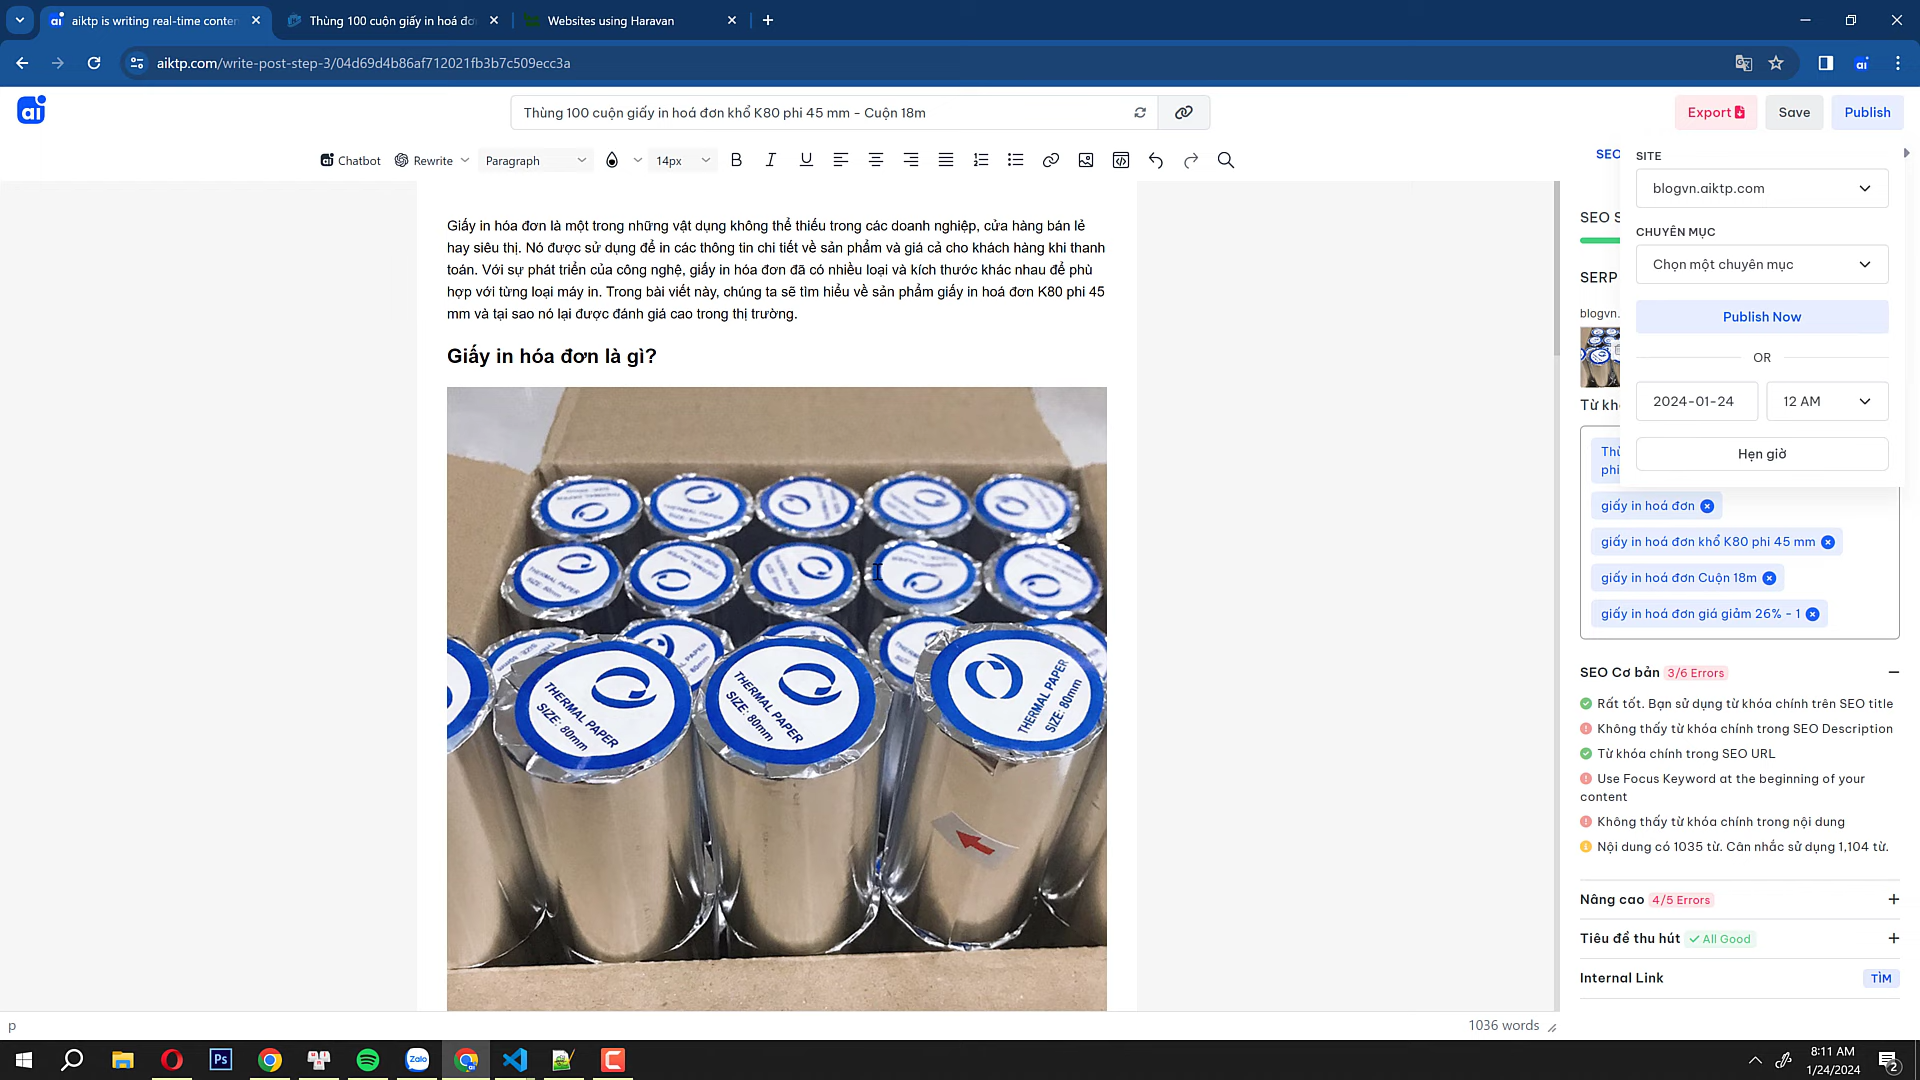 aiktp is writing real-time conten
Thùng 100 cuộn giấy in hoá đơ
Websites using Haravan
aiktp.com/write-post-step-3/04d69d4b86af712021fb3b7c509ecc3a
ai
Thùng 100 cuộn giấy in hoá đơn khổ K80 phi 45 mm - Cuộn 18m
Export
Save
Publish
Chatbot
Rewrite
Paragraph
14px
SEO
SITE
blogvn.aiktp.com
CHUYÊN MỤC
Chọn một chuyên mục
Publish Now
OR
2024-01-24
12 AM
Hẹn giờ
Giấy in hóa đơn là một trong những vật dụng không thể thiếu trong các doanh nghiệp, cửa hàng bán lẻ
hay siêu thị. Nó được sử dụng để in các thông tin chi tiết về sản phẩm và giá cả cho khách hàng khi thanh
toán. Với sự phát triển của công nghệ, giấy in hóa đơn đã có nhiều loại và kích thước khác nhau để phù
hợp với từng loại máy in. Trong bài viết này, chúng ta sẽ tìm hiểu về sản phẩm giấy in hoá đơn K80 phi 45
mm và tại sao nó lại được đánh giá cao trong thị trường.
Giấy in hóa đơn là gì?
THERMAL PAPER
SIZE: 80mm
THERMAL PAPER
SIZE: 80mm
THERMAL PAPER
SIZE: 80mm
SEO S
SERP
blogvn.
Từ kh
Thù
phi
giấy in hoá đơn
giấy in hoá đơn khổ K80 phi 45 mm
giấy in hoá đơn Cuộn 18m
giấy in hoá đơn giá giảm 26% - 1
SEO Cơ bản 3/6 Errors
Rất tốt. Bạn sử dụng từ khóa chính trên SEO title
Không thấy từ khóa chính trong SEO Description
Từ khóa chính trong SEO URL
Use Focus Keyword at the beginning of your
content
Không thấy từ khóa chính trong nội dung
Nội dung có 1035 từ. Cân nhắc sử dụng 1,104 từ.
Nâng cao 4/5 Errors
Tiêu đề thu hút All Good
Internal Link TÌM
p
1036 words
Ps
Zalo
8:11 AM
1/24/2024
2